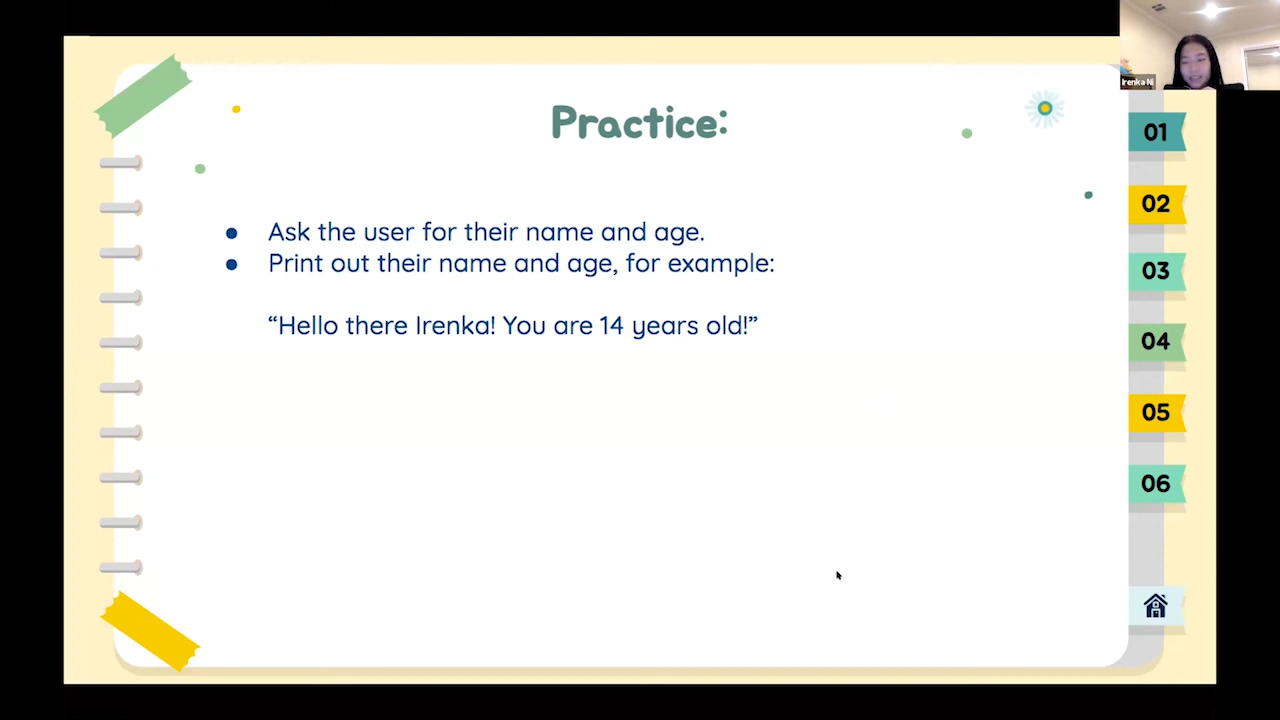 Irenka Ni
Practice:
● Ask the user for their name and age.
● Print out their name and age, for example:
“Hello there Irenka! You are 14 years old!”
01
02
03
04
05
06